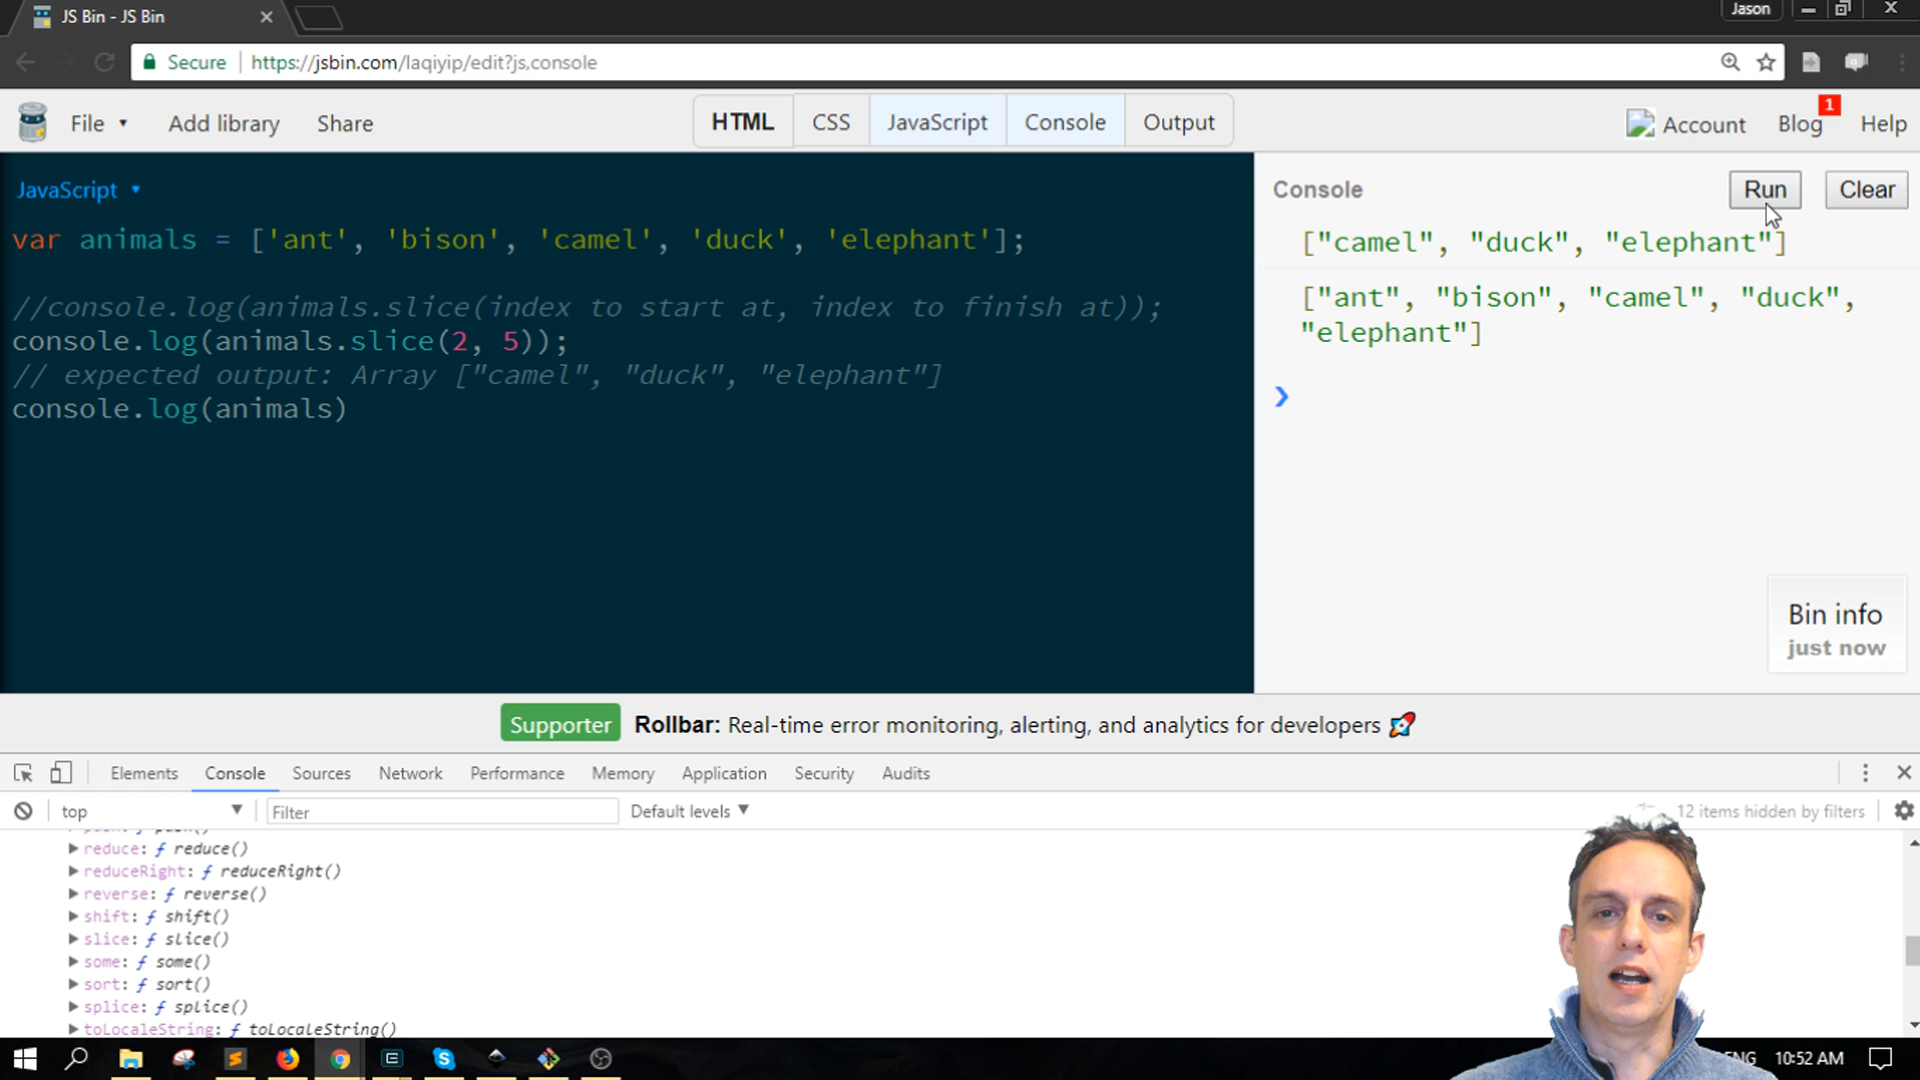 JS Bin - JS Bin
Jason
Secure
https://jsbin.com/laqiyip/edit?js,console
File
Add library
Share
HTML
CSS
JavaScript
Console
Output
Account
Blog
1
Help
JavaScript
var animals = ['ant', 'bison', 'camel', 'duck', 'elephant'];
//console.log(animals.slice(index to start at, index to finish at));
console.log(animals.slice(2, 5));
// expected output: Array ["camel", "duck", "elephant"]
console.log(animals)
Console
Run
Clear
["camel", "duck", "elephant"]
["ant", "bison", "camel", "duck",
"elephant"]
Bin info
just now
Supporter
Rollbar: Real-time error monitoring, alerting, and analytics for developers 🚀
Elements
Console
Sources
Network
Performance
Memory
Application
Security
Audits
top
Filter
Default levels
12 items hidden by filters
reduce: ƒ reduce()
reduceRight: ƒ reduceRight()
reverse: ƒ reverse()
shift: ƒ shift()
slice: ƒ slice()
some: ƒ some()
sort: ƒ sort()
splice: ƒ splice()
toLocaleString: ƒ toLocaleString()
ENG
10:52 AM